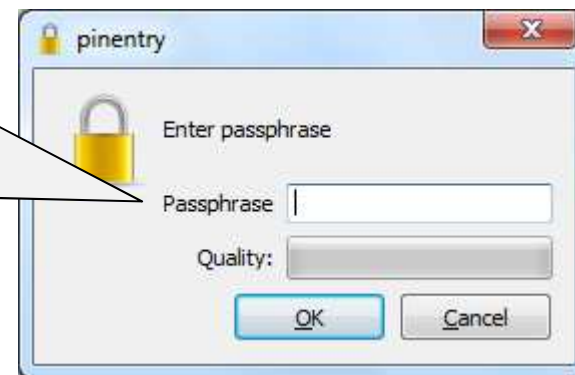 pinentry
Enter passphrase
Passphrase
Quality:
OK
Cancel